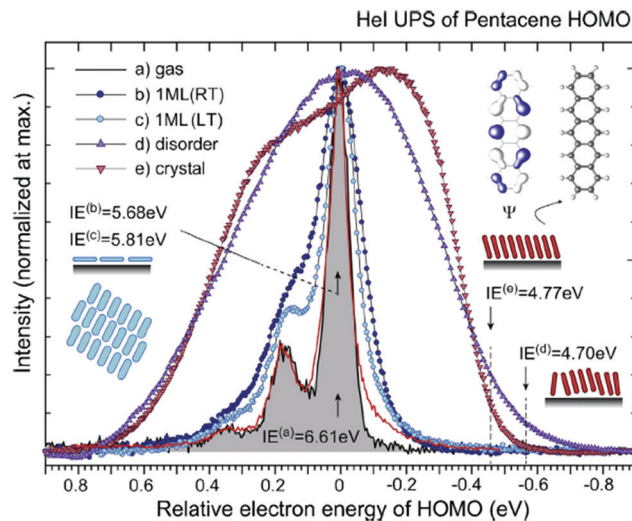 HeI UPS of Pentacene HOMO
a) gas
b) 1ML(RT)
c) 1ML(LT)
d) disorder
e) crystal
IE(b)=5.68eV
IE(c)=5.81eV
Ψ
IE(e)=4.77eV
IE(d)=4.70eV
IE(a)=6.61eV
Intensity (normalized at max.)
0.8 0.6 0.4 0.2 0 -0.2 -0.4 -0.6 -0.8
Relative electron energy of HOMO (eV)